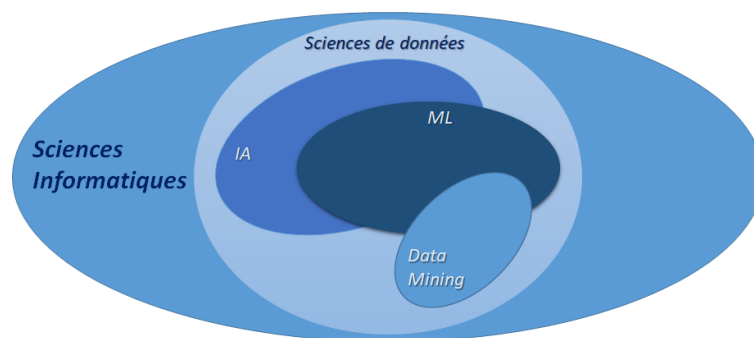 Sciences de données
ML
IA
Sciences
Informatiques
Data
Mining